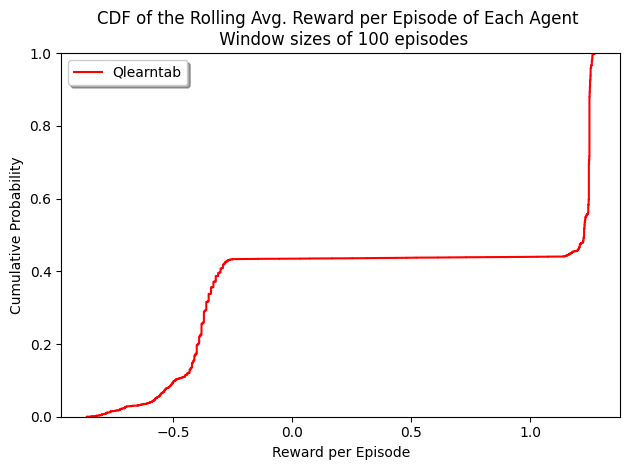 CDF of the Rolling Avg. Reward per Episode of Each Agent
Window sizes of 100 episodes
Qlearntab
Cumulative Probability
1.0
0.8
0.6
0.4
0.2
0.0
−0.5
0.0
0.5
1.0
Reward per Episode